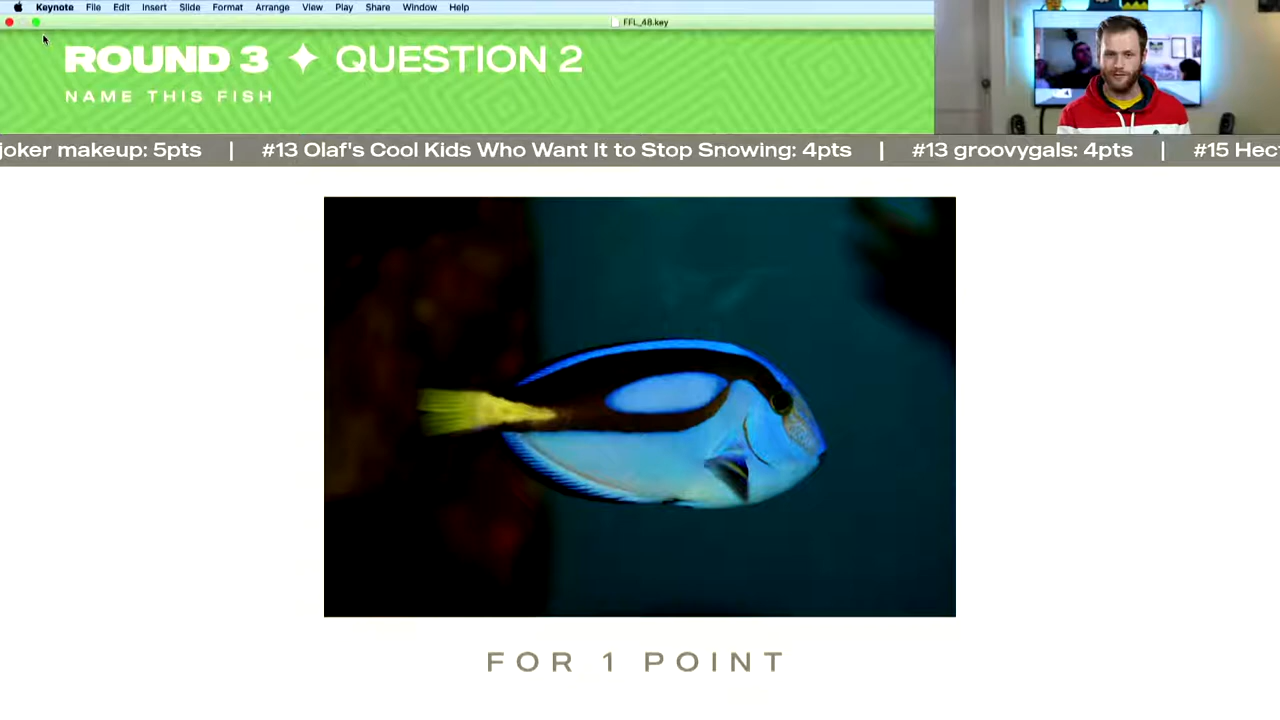 Keynote File Edit Insert Slide Format Arrange View Play Share Window Help
FFL_48.key
ROUND 3 ✦ QUESTION 2
NAME THIS FISH
joker makeup: 5pts | #13 Olaf's Cool Kids Who Want It to Stop Snowing: 4pts | #13 groovygals: 4pts | #15 Hec
FOR 1 POINT